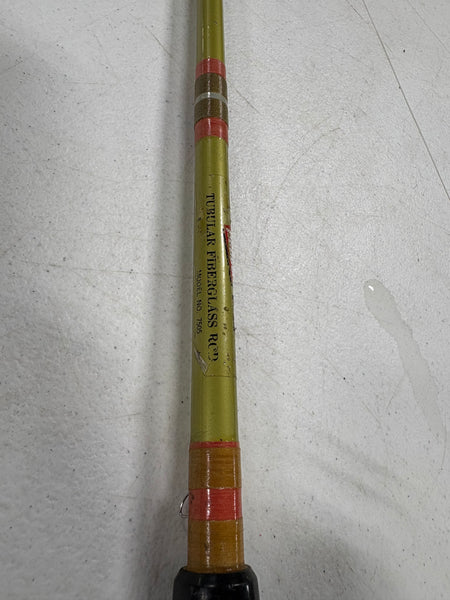 TUBULAR FIBERGLASS ROD
MODEL NO 7505